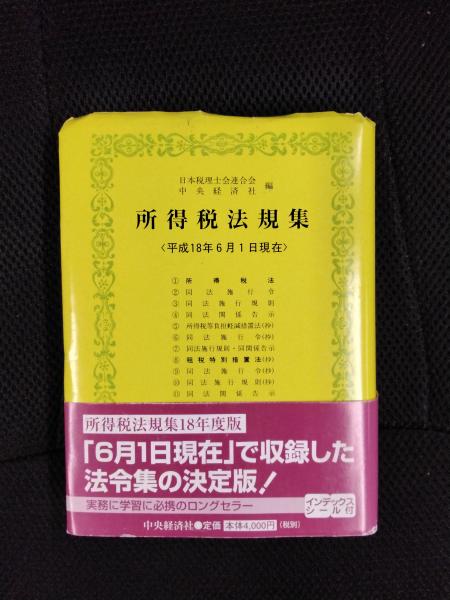 日本税理士会連合会
中央経済社 編
所得税法規集
〈平成18年6月1日現在〉
① 所得税法
② 同法施行令
③ 同法施行規則
④ 同法関係告示
⑤ 所得税等負担軽減措置法(抄)
⑥ 同法施行令(抄)
⑦ 同法施行規則・同関係告示
⑧ 租税特別措置法(抄)
⑨ 同法施行令(抄)
⑩ 同法施行規則(抄)
⑪ 同法関係告示
所得税法規集18年度版
「6月1日現在」で収録した
法令集の決定版!
実務に学習に必携のロングセラー
インデックス
シール付
中央経済社●定価 本体4,000円(税別)